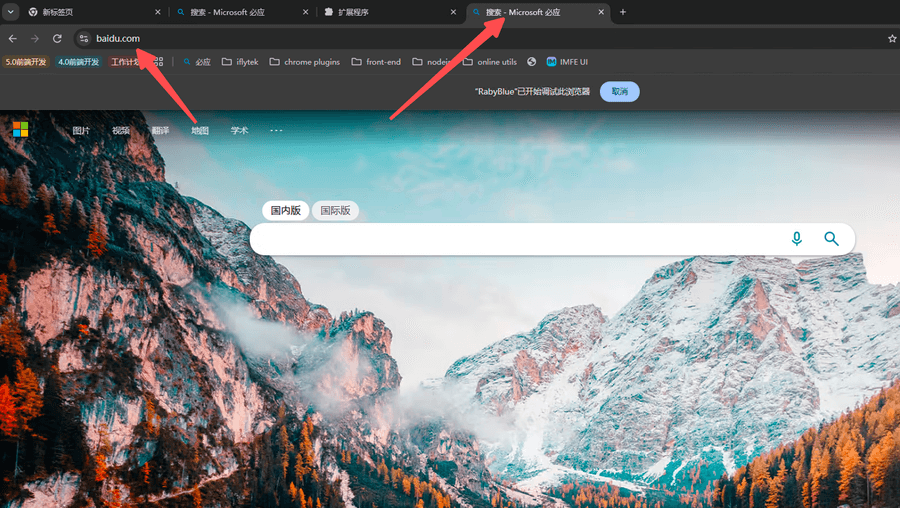 新标签页
搜索 - Microsoft 必应
扩展程序
搜索 - Microsoft 必应
baidu.com
5.0前端开发 4.0前端开发 工作计划 必应 iflytek chrome plugins front-end nodejs online utils IMFE UI
"RabyBlue"已开始调试此浏览器 取消
图片 视频 翻译 地图 学术 ...
国内版 国际版